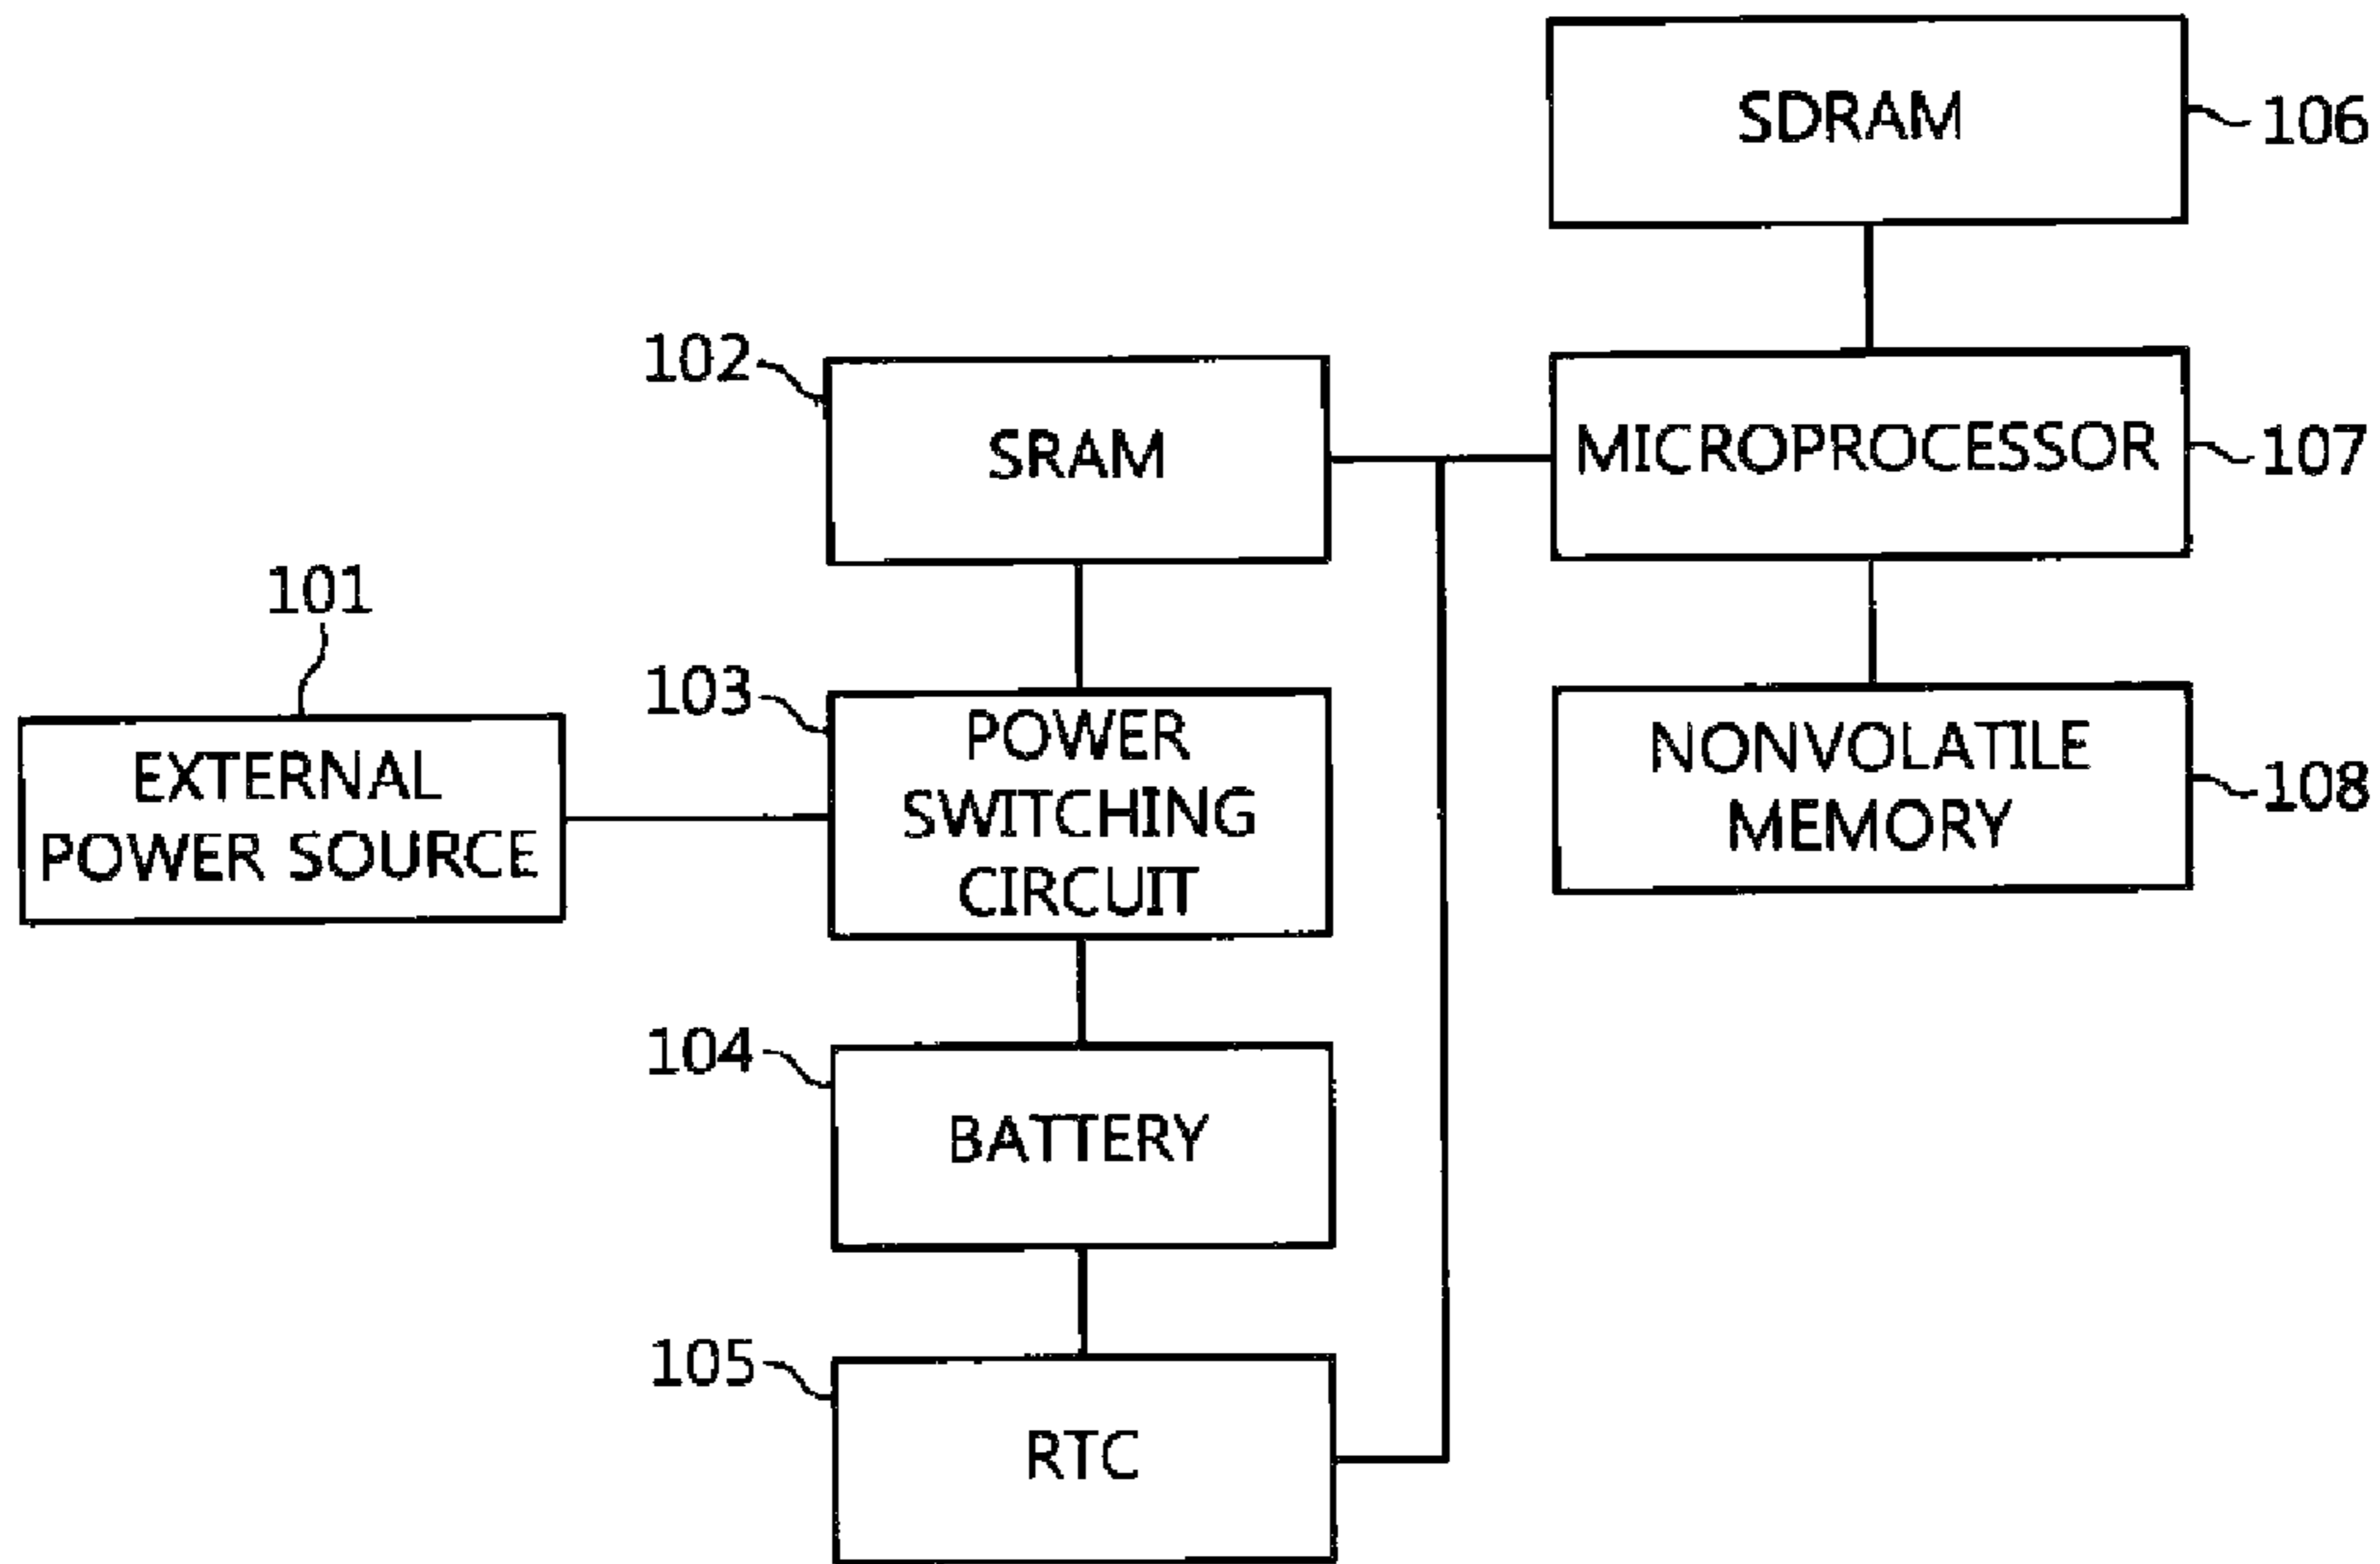 SDRAM
106
102
SRAM
MICROPROCESSOR
107
101
EXTERNAL
POWER SOURCE
103
POWER
SWITCHING
CIRCUIT
NONVOLATILE
MEMORY
108
104
BATTERY
105
RTC